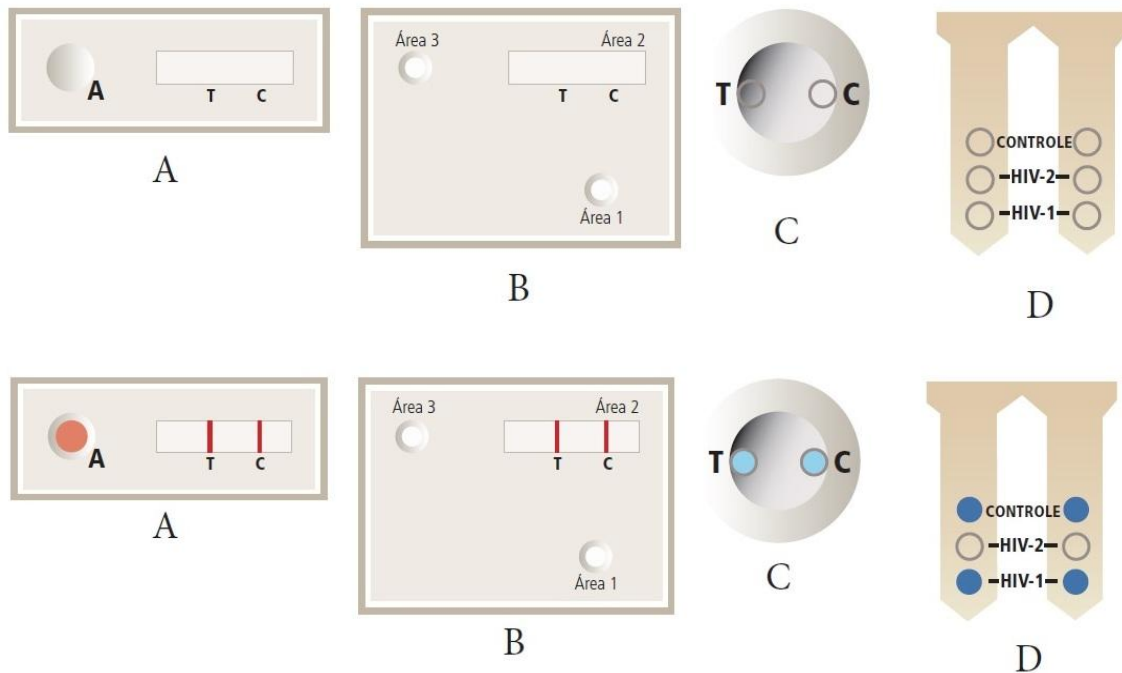 A
T C
A
Área 3
Área 2
T C
Área 1
B
T
C
C
CONTROLE
HIV-2
HIV-1
D
A
T C
A
Área 3
Área 2
T C
Área 1
B
T
C
C
CONTROLE
HIV-2
HIV-1
D